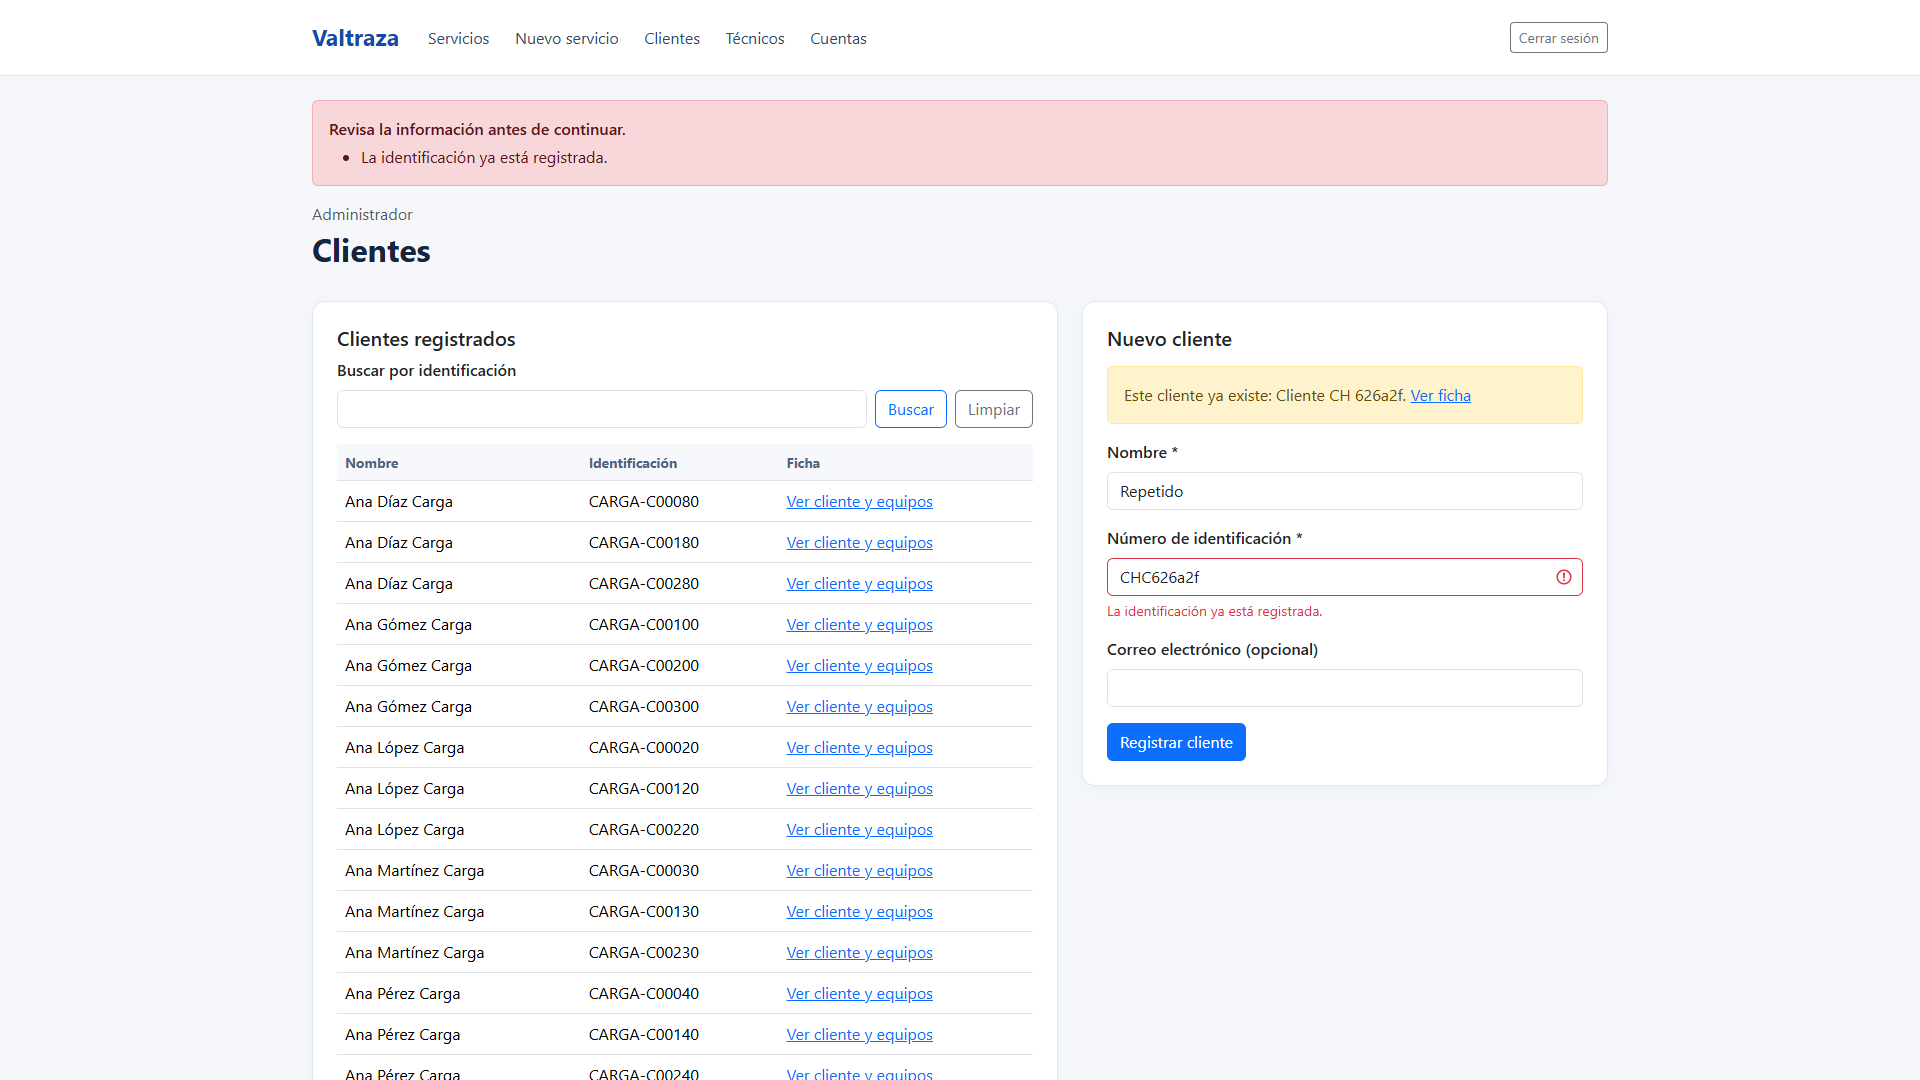 Valtraza Servicios Nuevo servicio Clientes Técnicos Cuentas Cerrar sesión
Revisa la información antes de continuar.
La identificación ya está registrada.
Administrador
Clientes
Clientes registrados
Buscar por identificación
Buscar Limpiar
Nombre Identificación Ficha
Ana Díaz Carga CARGA-C00080 Ver cliente y equipos
Ana Díaz Carga CARGA-C00180 Ver cliente y equipos
Ana Díaz Carga CARGA-C00280 Ver cliente y equipos
Ana Gómez Carga CARGA-C00100 Ver cliente y equipos
Ana Gómez Carga CARGA-C00200 Ver cliente y equipos
Ana Gómez Carga CARGA-C00300 Ver cliente y equipos
Ana López Carga CARGA-C00020 Ver cliente y equipos
Ana López Carga CARGA-C00120 Ver cliente y equipos
Ana López Carga CARGA-C00220 Ver cliente y equipos
Ana Martínez Carga CARGA-C00030 Ver cliente y equipos
Ana Martínez Carga CARGA-C00130 Ver cliente y equipos
Ana Martínez Carga CARGA-C00230 Ver cliente y equipos
Ana Pérez Carga CARGA-C00040 Ver cliente y equipos
Ana Pérez Carga CARGA-C00140 Ver cliente y equipos
Ana Pérez Carga CARGA-C00240 Ver cliente y equipos
Nuevo cliente
Este cliente ya existe: Cliente CH 626a2f. Ver ficha
Nombre *
Repetido
Número de identificación *
CHC626a2f
La identificación ya está registrada.
Correo electrónico (opcional)
Registrar cliente